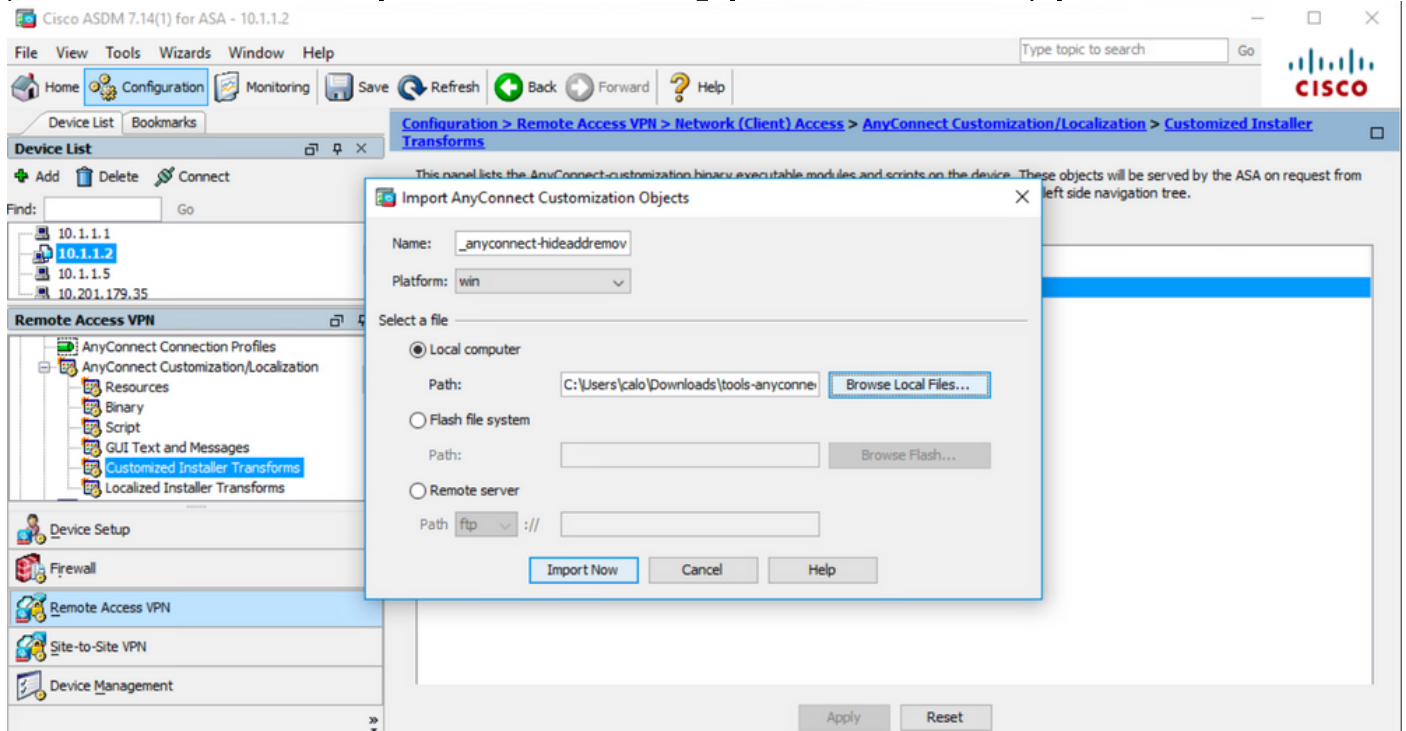 Cisco ASDM 7.14(1) for ASA - 10.1.1.2
File View Tools Wizards Window Help
Type topic to search Go
Home Configuration Monitoring Save Refresh Back Forward Help
CISCO
Device List Bookmarks
Configuration > Remote Access VPN > Network (Client) Access > AnyConnect Customization/Localization > Customized Installer
Transforms
Device List
Add Delete Connect
This panel lists the AnyConnect-customization binary executable modules and scripts on the device. These objects will be served by the ASA on request from
left side navigation tree.
Find: Go
10.1.1.1
10.1.1.2
10.1.1.5
10.201.179.35
Import AnyConnect Customization Objects
Name: _anyconnect-hideaddremov
Platform: win
Select a file
Local computer
Path: C:\Users\calo\Downloads\tools-anyconne Browse Local Files...
Flash file system
Path: Browse Flash...
Remote server
Path ftp ://
Import Now Cancel Help
Remote Access VPN
AnyConnect Connection Profiles
AnyConnect Customization/Localization
Resources
Binary
Script
GUI Text and Messages
Customized Installer Transforms
Localized Installer Transforms
Device Setup
Firewall
Remote Access VPN
Site-to-Site VPN
Device Management
Apply Reset